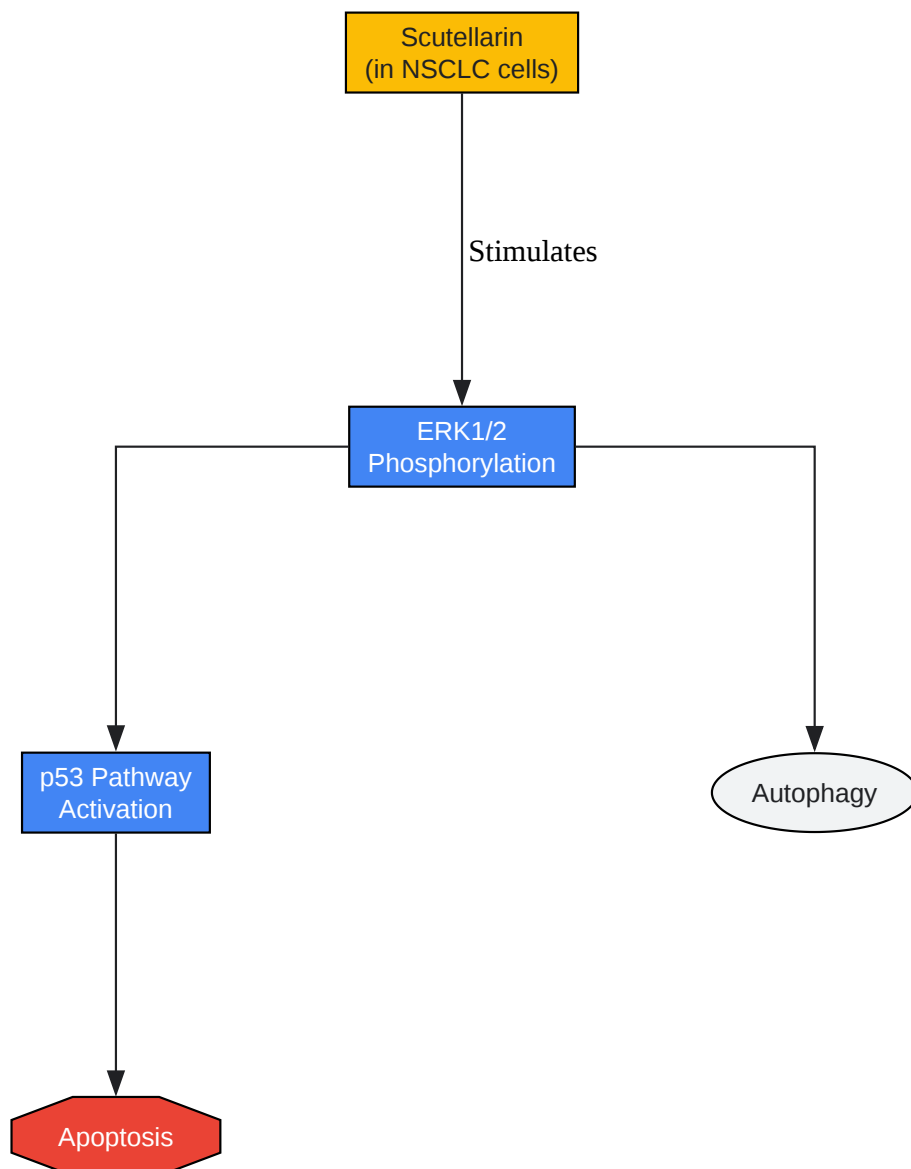 Scutellarin
(in NSCLC cells)
Stimulates
ERK1/2
Phosphorylation
p53 Pathway
Activation
Autophagy
Apoptosis